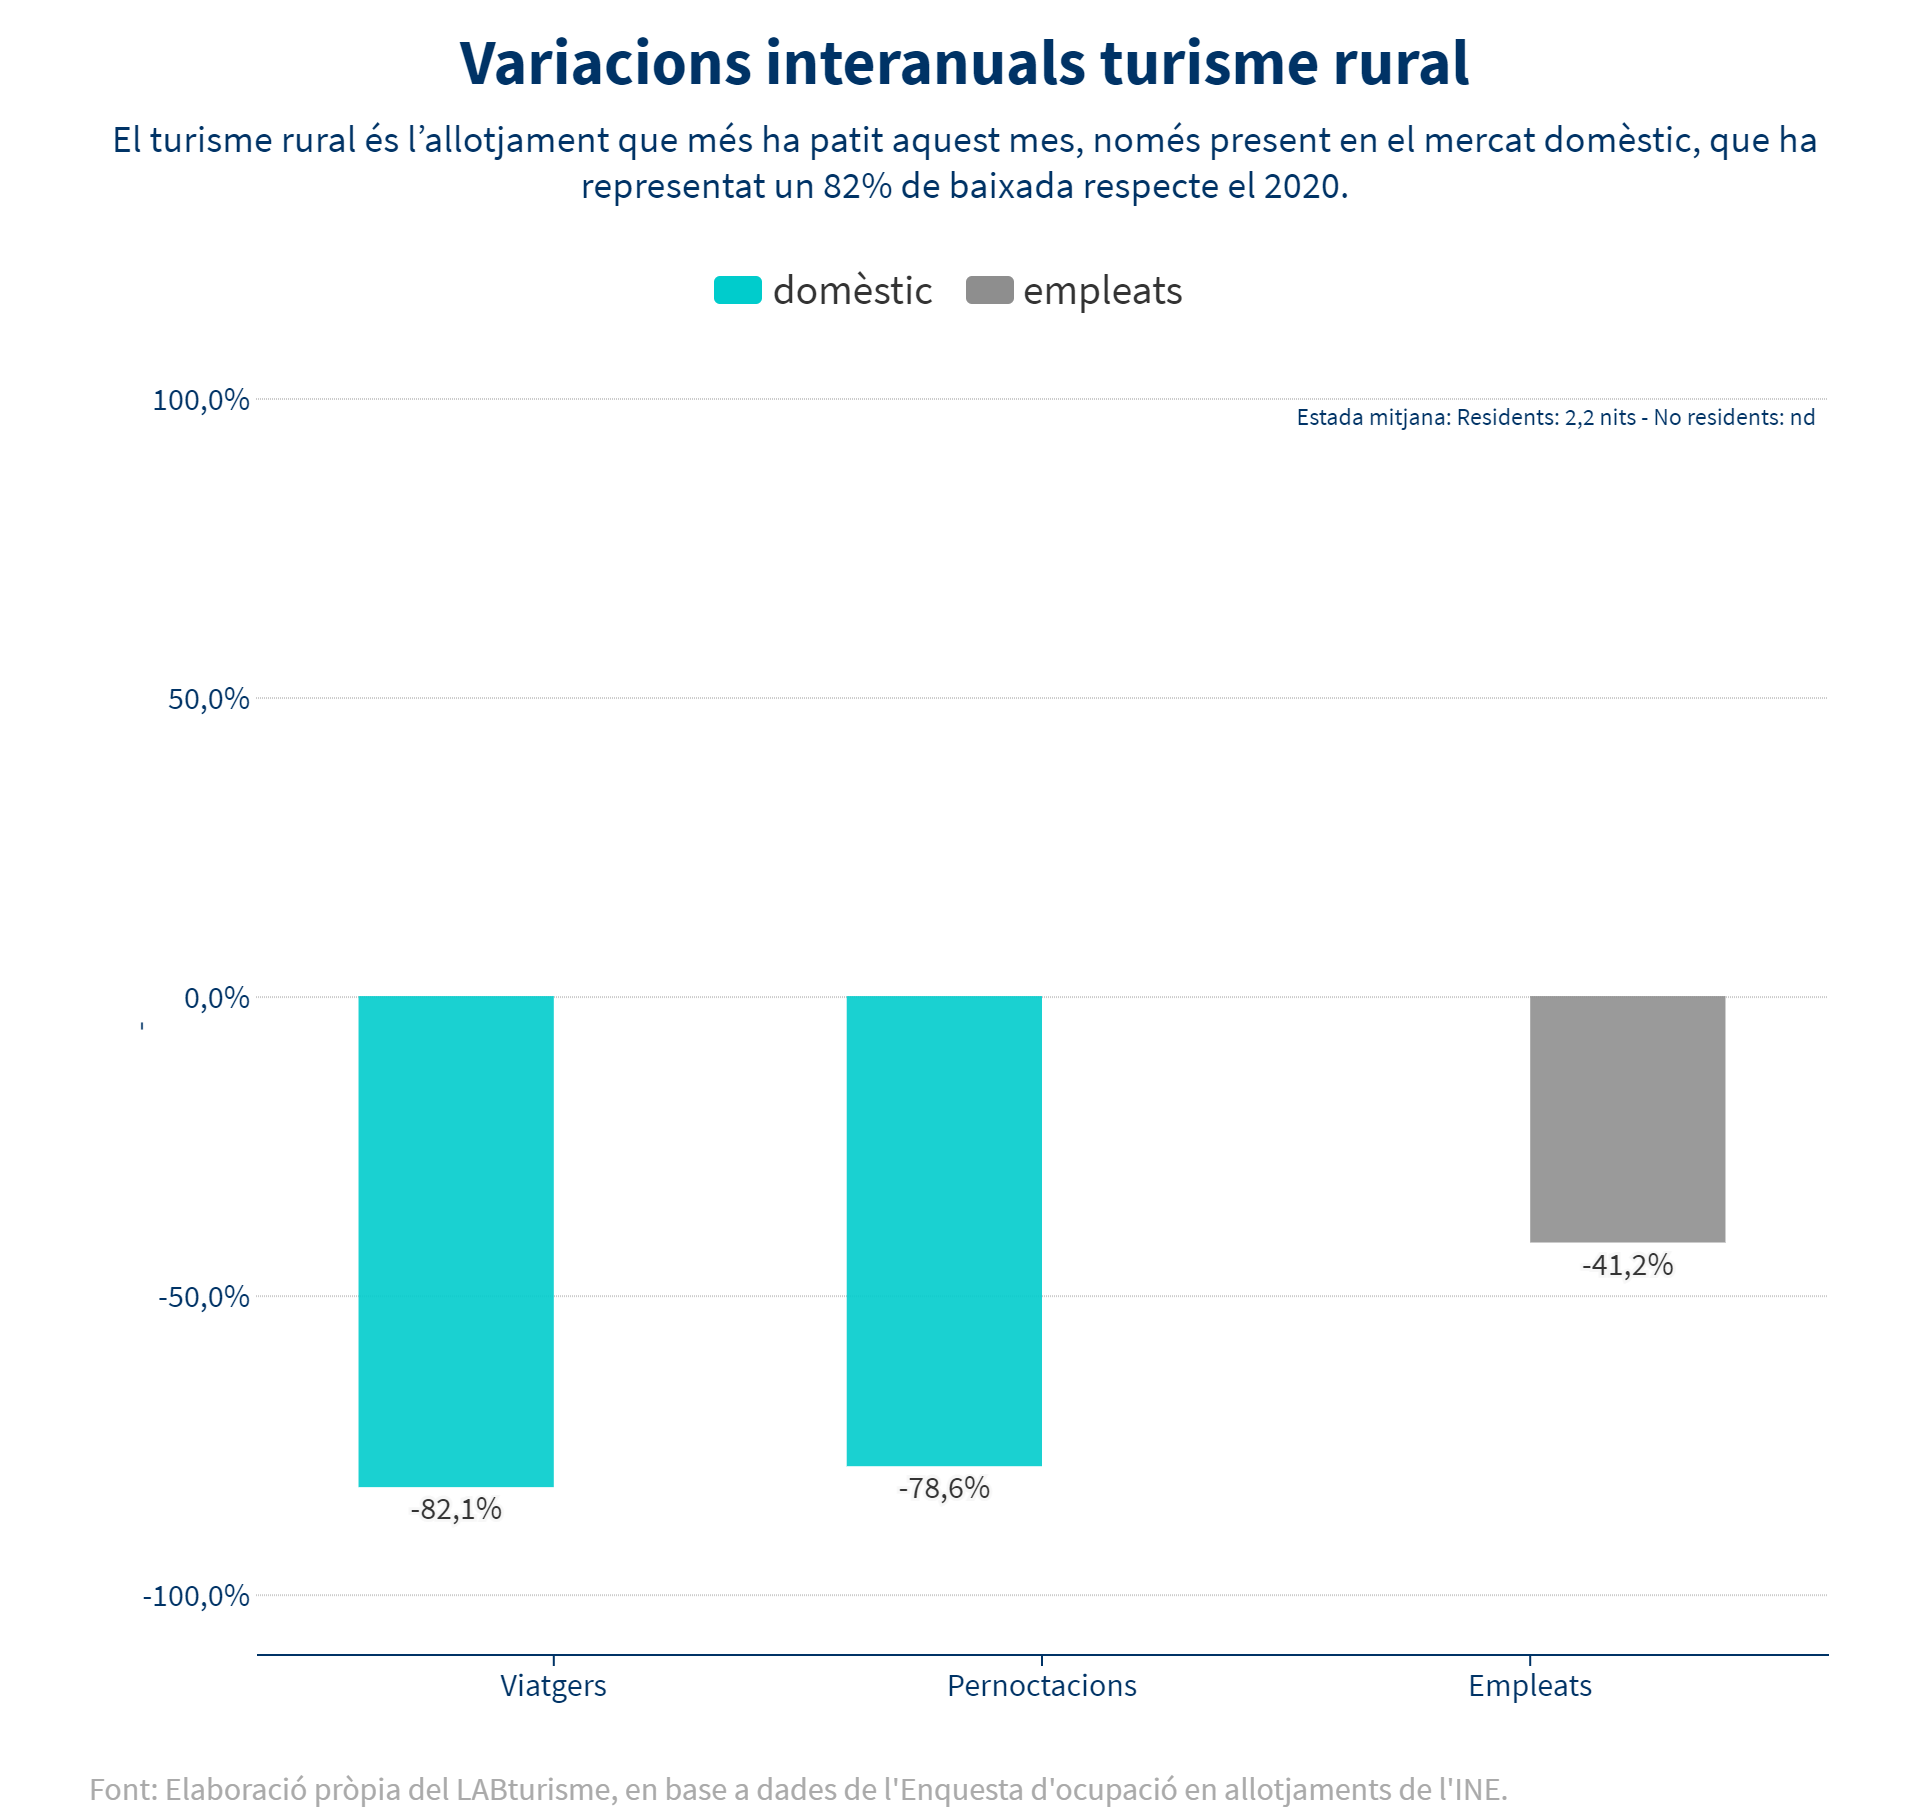 Variacions interanuals turisme rural
El turisme rural és l’allotjament que més ha patit aquest mes, només present en el mercat domèstic, que ha
representat un 82% de baixada respecte el 2020.
domèstic empleats
100,0%
Estada mitjana: Residents: 2,2 nits - No residents: nd
50,0%
0,0%
-
-41,2%
-50,0%
-78,6%
-82,1%
-100,0%
Viatgers Pernoctacions Empleats
Font: Elaboració pròpia del LABturisme, en base a dades de l'Enquesta d'ocupació en allotjaments de l'INE.